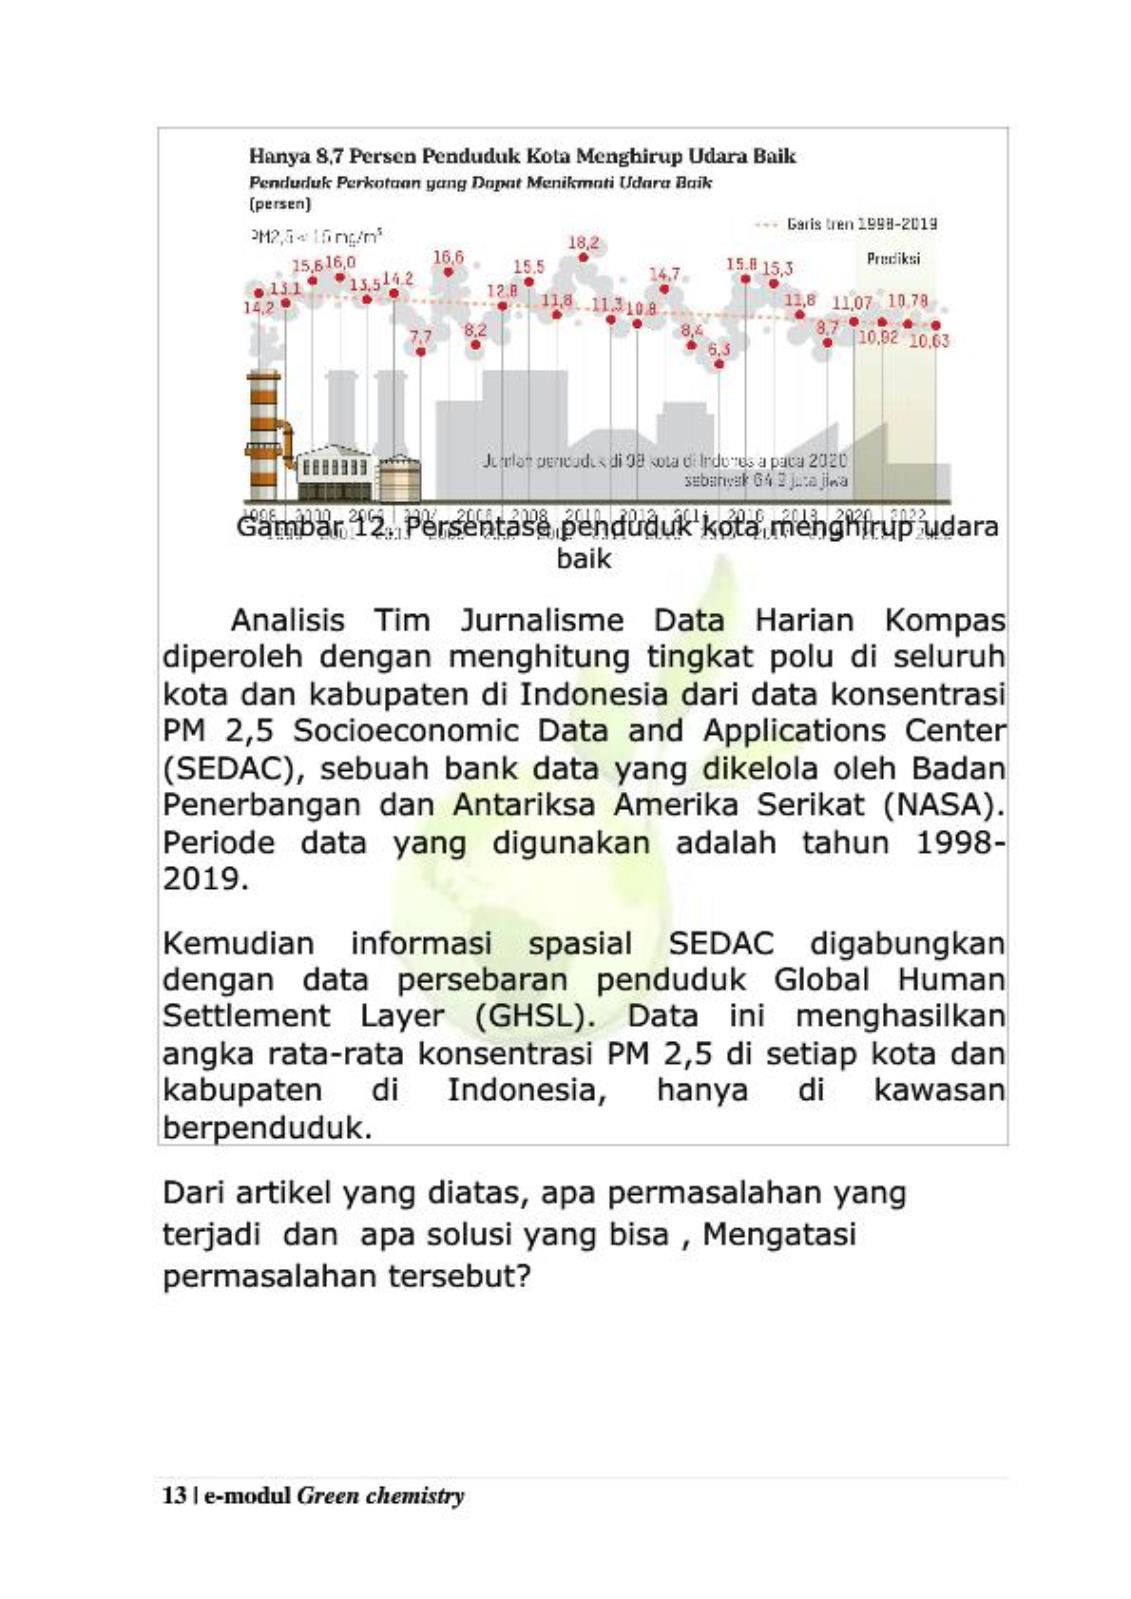 Hanya 8,7 Persen Penduduk Kota Menghirup Udara Baik
Penduduk Perkotaan yang Dapat Menikmati Udara Baik
(persen)
Garis tren 1998-2019
Prediksi
14,2 13,1 15,6 16,0 13,5 14,2 7,7 16,6 8,2 12,8 15,5 11,8 18,2 11,3 10,8 14,7 8,4 6,3 15,8 15,3 11,8 8,7 11,07 10,92 10,78 10,63
Jumlah penduduk di 98 kota di Indonesia pada 2020
sebanyak 64,9 juta jiwa
1998 2000 2006 2008 2010 2012 2014 2016 2018 2020 2022
Gambar 12. Persentase penduduk kota menghirup udara
baik
Analisis Tim Jurnalisme Data Harian Kompas
diperoleh dengan menghitung tingkat polu di seluruh
kota dan kabupaten di Indonesia dari data konsentrasi
PM 2,5 Socioeconomic Data and Applications Center
(SEDAC), sebuah bank data yang dikelola oleh Badan
Penerbangan dan Antariksa Amerika Serikat (NASA).
Periode data yang digunakan adalah tahun 1998-
2019.
Kemudian informasi spasial SEDAC digabungkan
dengan data persebaran penduduk Global Human
Settlement Layer (GHSL). Data ini menghasilkan
angka rata-rata konsentrasi PM 2,5 di setiap kota dan
kabupaten di Indonesia, hanya di kawasan
berpenduduk.
Dari artikel yang diatas, apa permasalahan yang
terjadi dan apa solusi yang bisa , Mengatasi
permasalahan tersebut?
13 | e-modul Green chemistry